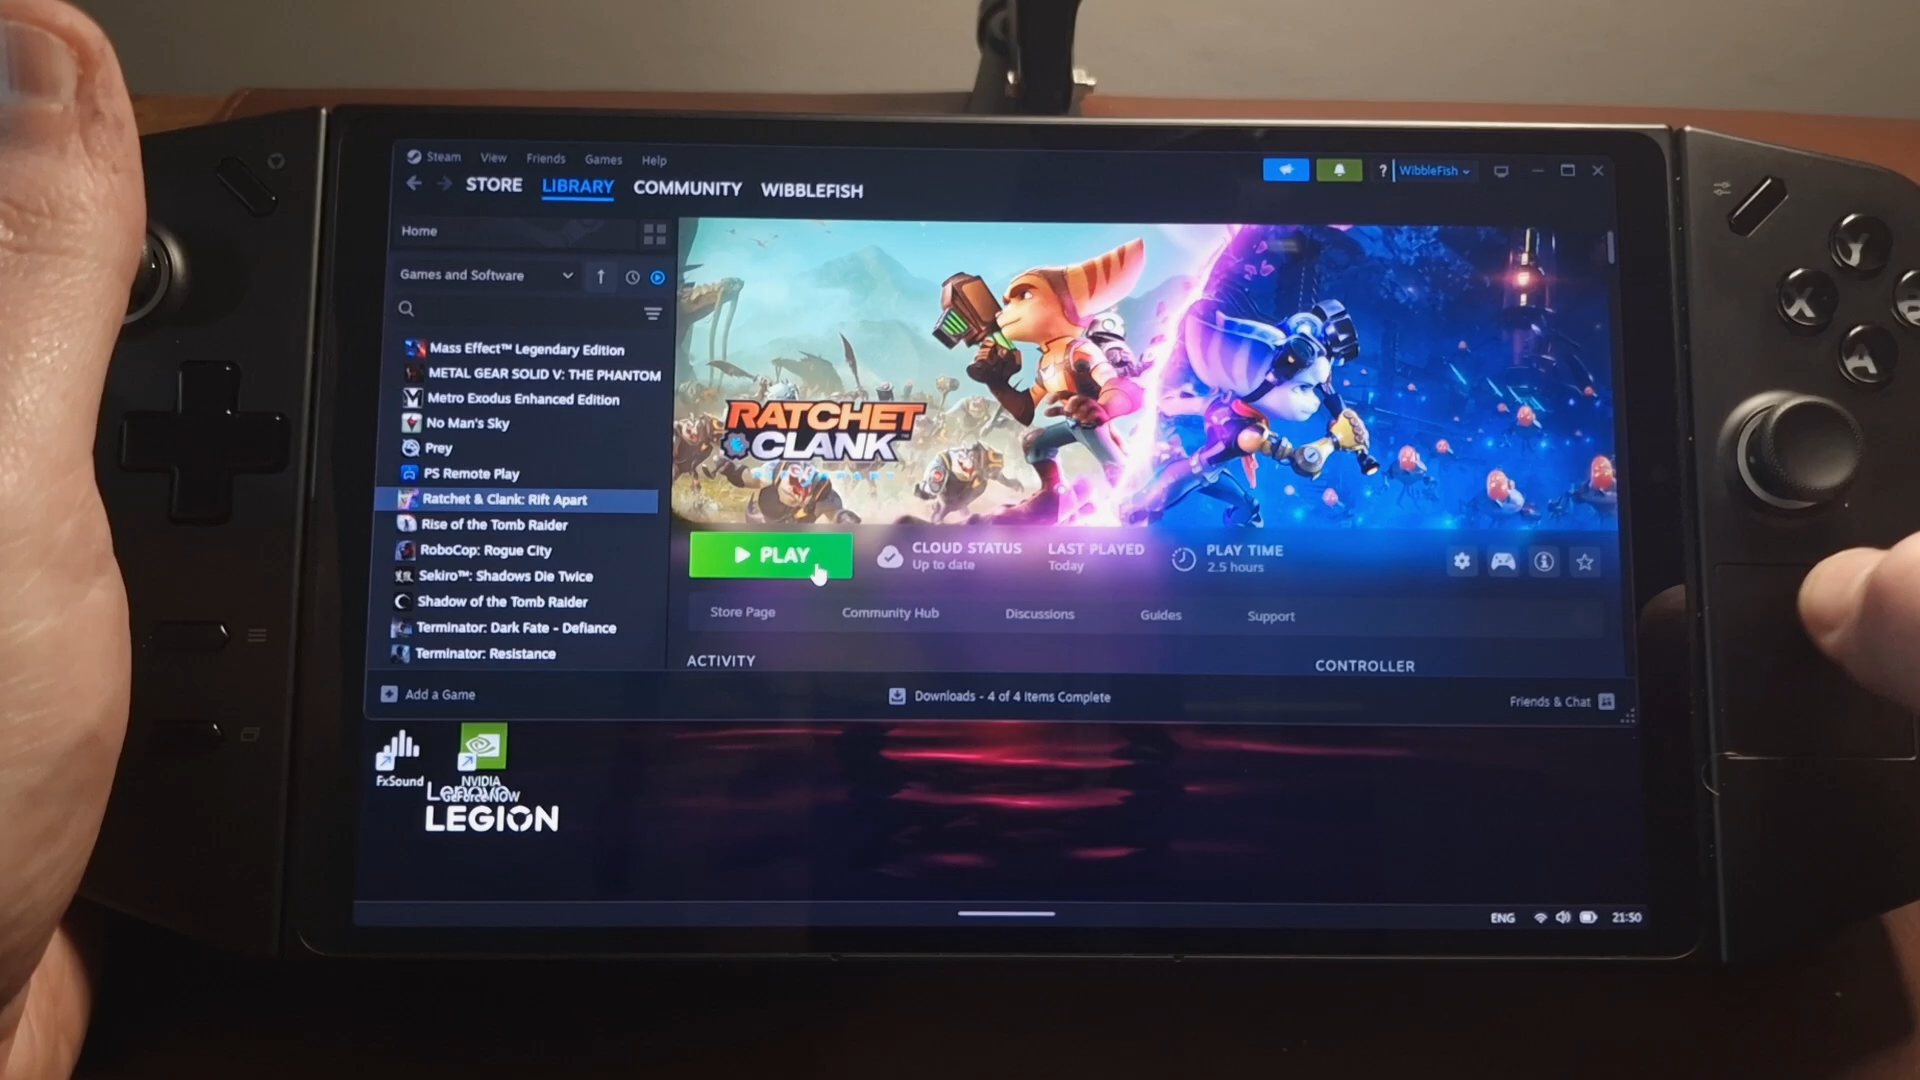 Steam View Friends Games Help
? WibbleFish
STORE LIBRARY COMMUNITY WIBBLEFISH
Home
Games and Software
Mass Effect™ Legendary Edition
METAL GEAR SOLID V: THE PHANTOM
Metro Exodus Enhanced Edition
No Man's Sky
Prey
PS Remote Play
Ratchet & Clank: Rift Apart
Rise of the Tomb Raider
RoboCop: Rogue City
Sekiro™: Shadows Die Twice
Shadow of the Tomb Raider
Terminator: Dark Fate - Defiance
Terminator: Resistance
RATCHET
CLANK
PLAY
CLOUD STATUS
Up to date
LAST PLAYED
Today
PLAY TIME
2.5 hours
Store Page Community Hub Discussions Guides Support
ACTIVITY
CONTROLLER
Add a Game
Downloads - 4 of 4 Items Complete
Friends & Chat
FxSound
NVIDIA
GeForce NOW
Lenovo
LEGION
ENG
21:50
Y
X
A